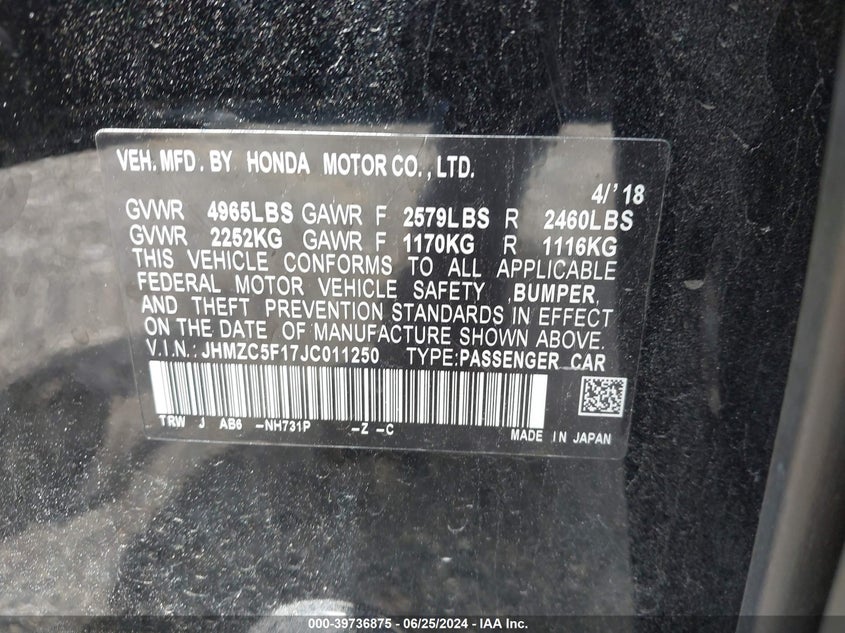 VEH.MFD. BY HONDA MOTOR CO.,LTD.
4/'18
GVWR 4965LBS GAWR F 2579LBS R 2460LBS
GVWR 2252KG GAWR F 1170KG R 1116KG
THIS VEHICLE CONFORMS TO ALL APPLICABLE
FEDERAL MOTOR VEHICLE SAFETY ,BUMPER,
AND THEFT PREVENTION STANDARDS IN EFFECT
ON THE DATE OF MANUFACTURE SHOWN ABOVE.
V.I.N.: JHMZC5F17JC011250 TYPE:PASSENGER CAR
TRW J AB6 -NH731P -Z -C
MADE IN JAPAN
000-39736875 / 06/25/2024 - IAA Inc.